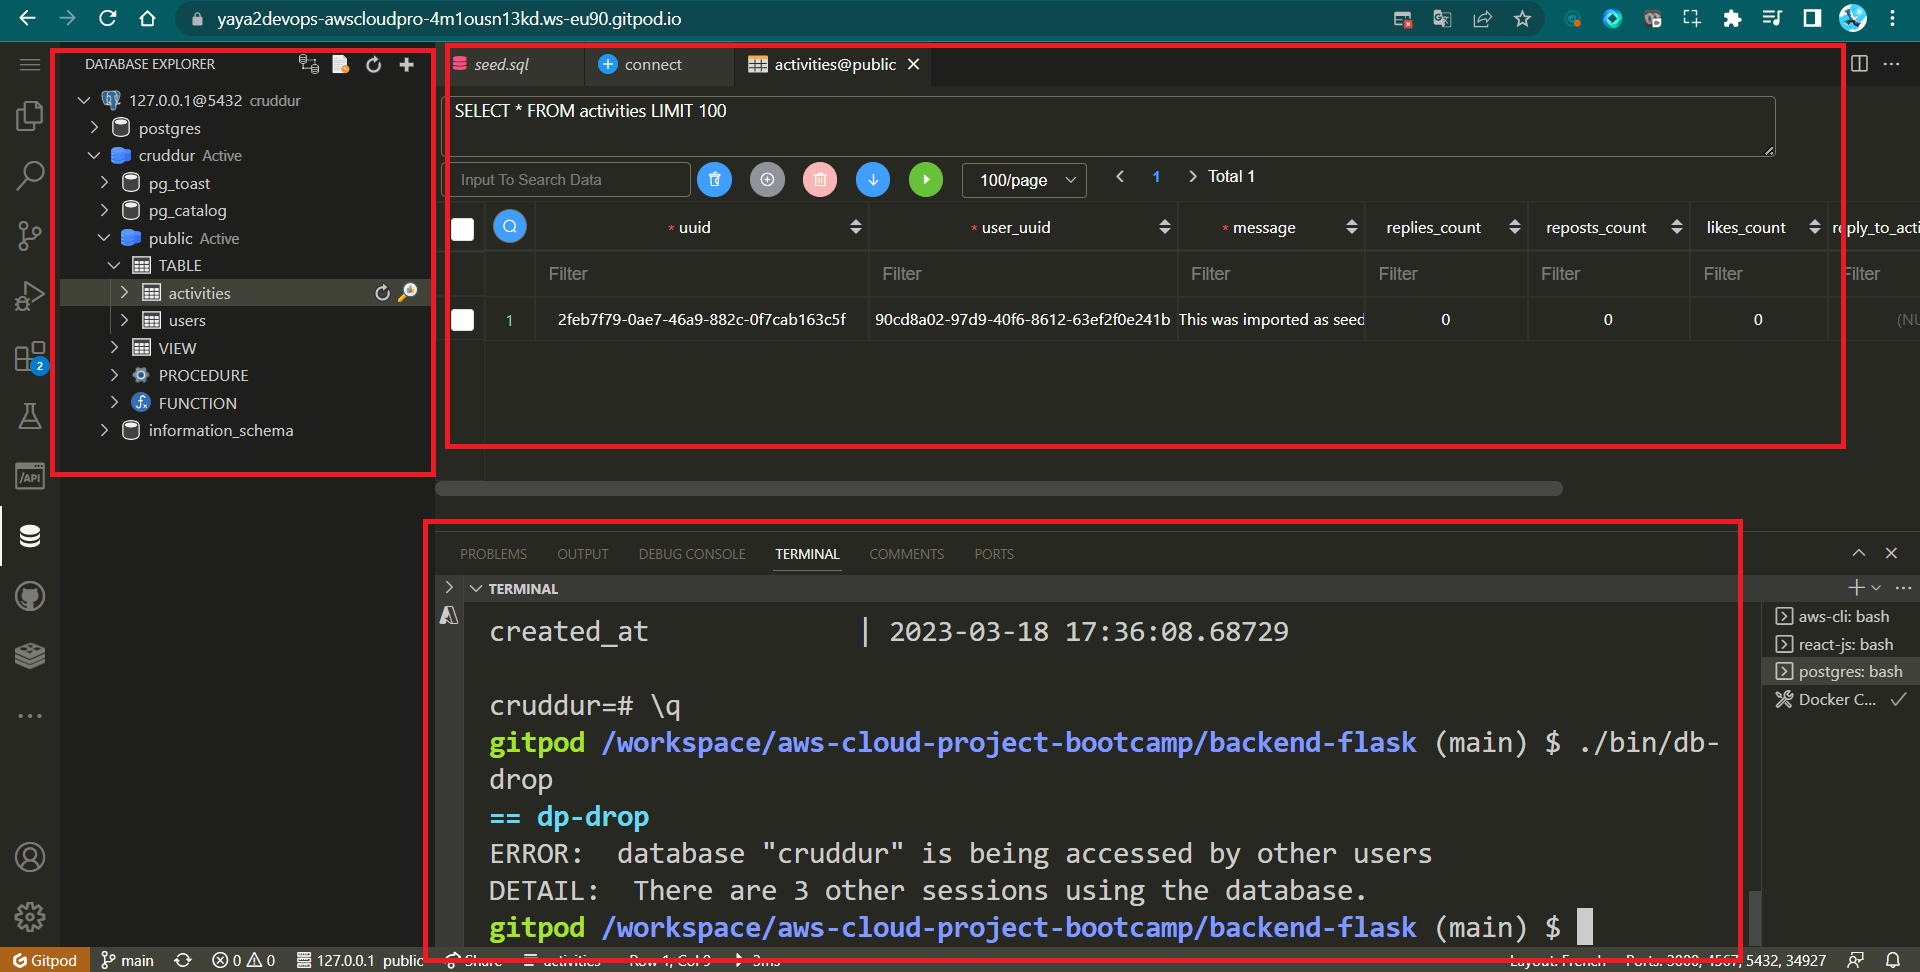 yaya2devops-awscloudpro-4m1ousn13kd.ws-eu90.gitpod.io
DATABASE EXPLORER
127.0.0.1@5432 cruddur
postgres
cruddur Active
pg_toast
pg_catalog
public Active
TABLE
activities
users
VIEW
PROCEDURE
FUNCTION
information_schema
2
/API
seed.sql
connect
activities@public
SELECT * FROM activities LIMIT 100
Input To Search Data
100/page
1
Total 1
* uuid
* user_uuid
* message
replies_count
reposts_count
likes_count
reply_to_acti
Filter
Filter
Filter
Filter
Filter
Filter
Filter
1
2feb7f79-0ae7-46a9-882c-0f7cab163c5f
90cd8a02-97d9-40f6-8612-63ef2f0e241b
This was imported as seed
0
0
0
(NU
PROBLEMS
OUTPUT
DEBUG CONSOLE
TERMINAL
COMMENTS
PORTS
TERMINAL
created_at | 2023-03-18 17:36:08.68729
cruddur=# \q
gitpod /workspace/aws-cloud-project-bootcamp/backend-flask (main) $ ./bin/db-
drop
== dp-drop
ERROR:  database "cruddur" is being accessed by other users
DETAIL:  There are 3 other sessions using the database.
gitpod /workspace/aws-cloud-project-bootcamp/backend-flask (main) $
aws-cli: bash
react-js: bash
postgres: bash
Docker C...
Gitpod
main
0
0
127.0.0.1
public
Share
activities
Row 1, Col 9
3ms
Layout: French
Ports: 3000, 4567, 5432, 34927